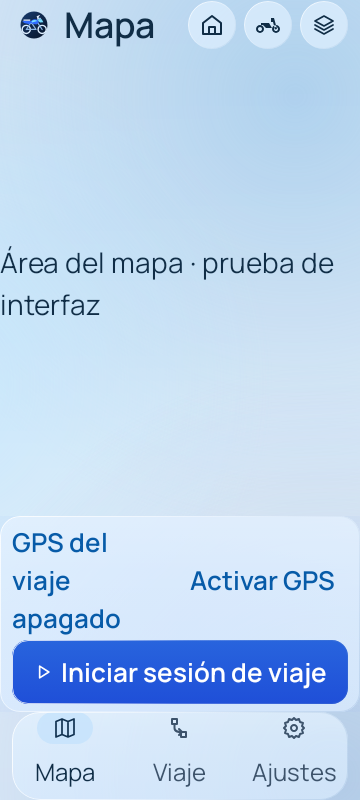 Mapa
Área del mapa · prueba de
interfaz
GPS del
viaje
apagado
Activar GPS
Iniciar sesión de viaje
Mapa
Viaje
Ajustes